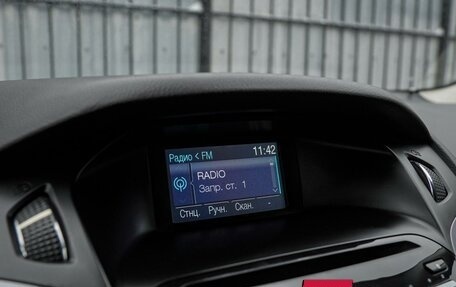 Радио < FM 11:42
RADIO
Запр. ст. 1
Стнц. Ручн. Скан. -